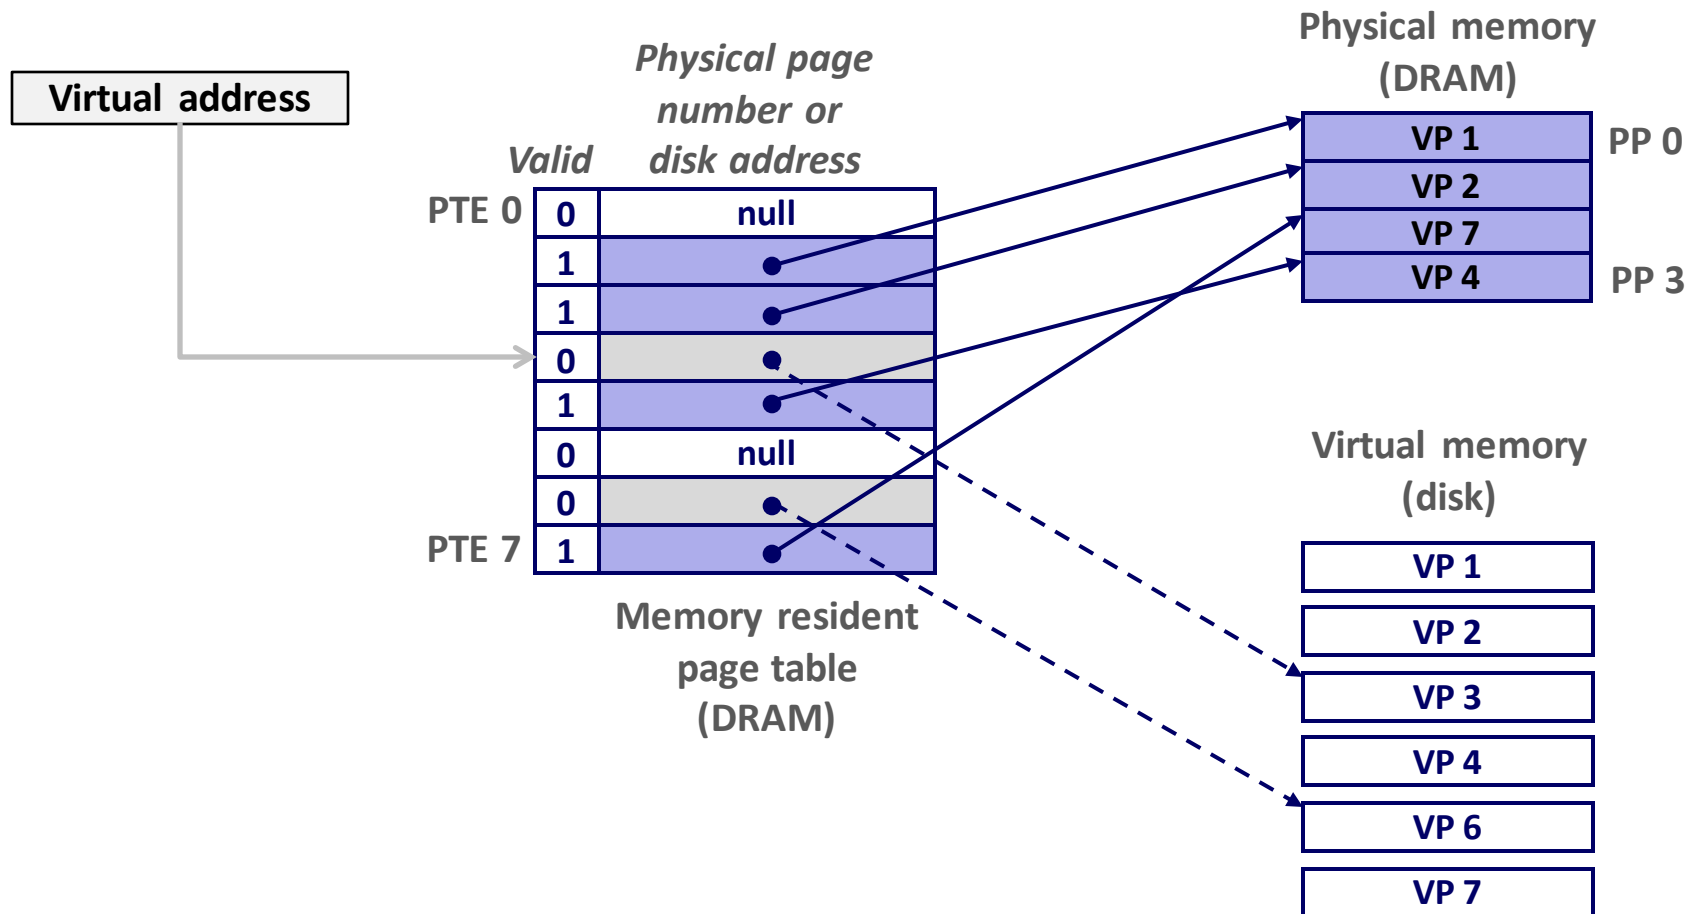 Virtual address
Physical page
number or
disk address
Valid
PTE 0
0
null
1
1
0
1
0
null
0
PTE 7
1
Memory resident
page table
(DRAM)
Physical memory
(DRAM)
VP 1
PP 0
VP 2
VP 7
VP 4
PP 3
Virtual memory
(disk)
VP 1
VP 2
VP 3
VP 4
VP 6
VP 7